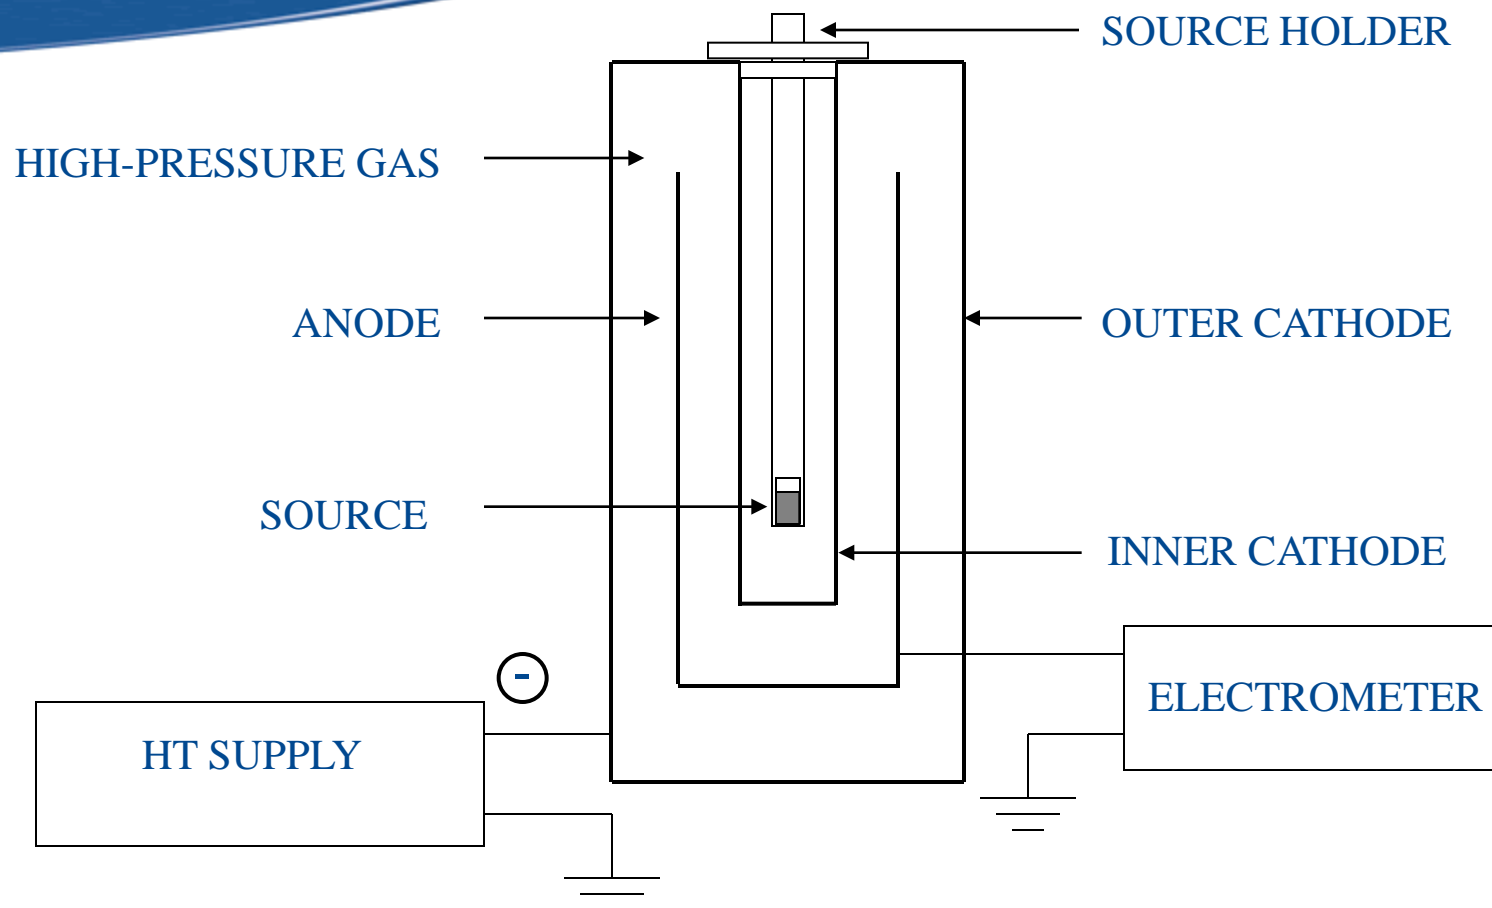 SOURCE HOLDER
HIGH-PRESSURE GAS
ANODE
OUTER CATHODE
SOURCE
INNER CATHODE
-
ELECTROMETER
HT SUPPLY